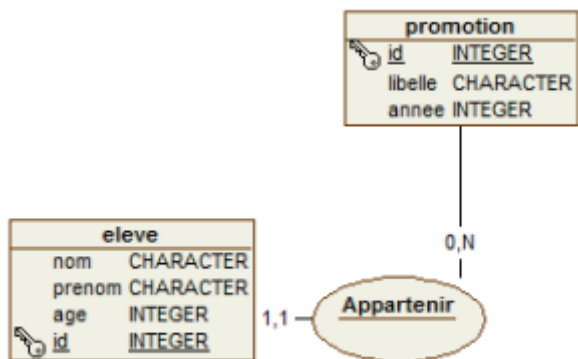 promotion
id INTEGER
libelle CHARACTER
annee INTEGER
0,N
eleve
nom CHARACTER
prenom CHARACTER
age INTEGER
id INTEGER
1,1
Appartenir